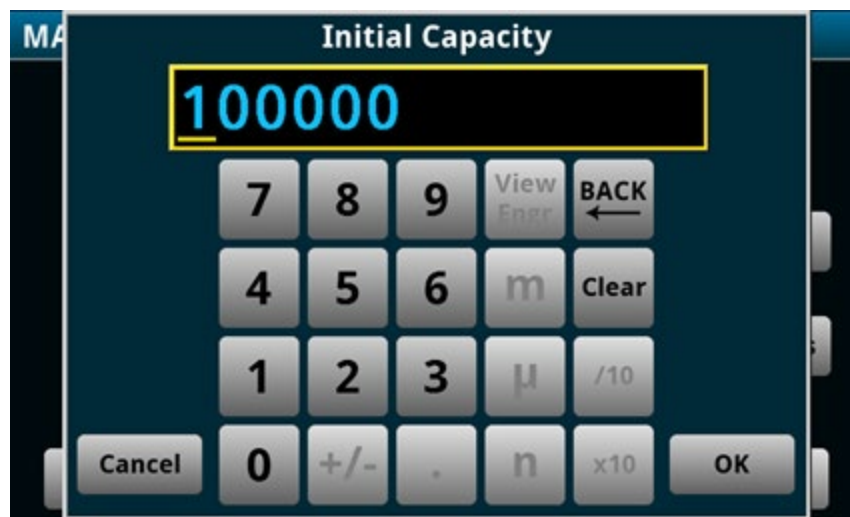 MA
Initial Capacity
100000
7 8 9 View Engr BACK
4 5 6 m Clear
1 2 3 µ /10
Cancel 0 +/- . n x10 OK
s